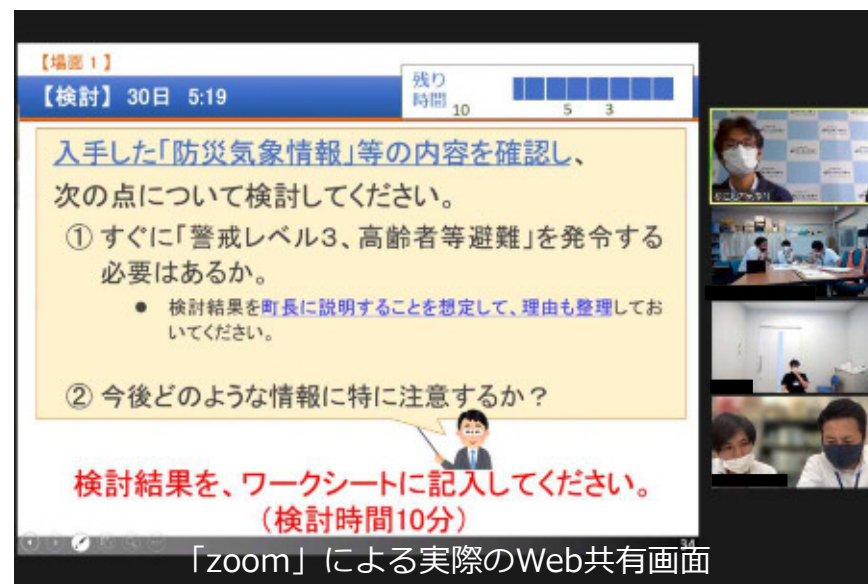 【場面1】
【検討】 30日 5:19
残り
時間
10 5 3
入手した「防災気象情報」等の内容を確認し、
次の点について検討してください。
① すぐに「警戒レベル3、高齢者等避難」を発令する
必要はあるか。
● 検討結果を町長に説明することを想定して、理由も整理してお
いてください。
② 今後どのような情報に特に注意するか?
検討結果を、ワークシートに記入してください。
(検討時間10分)
34
「zoom」による実際のWeb共有画面